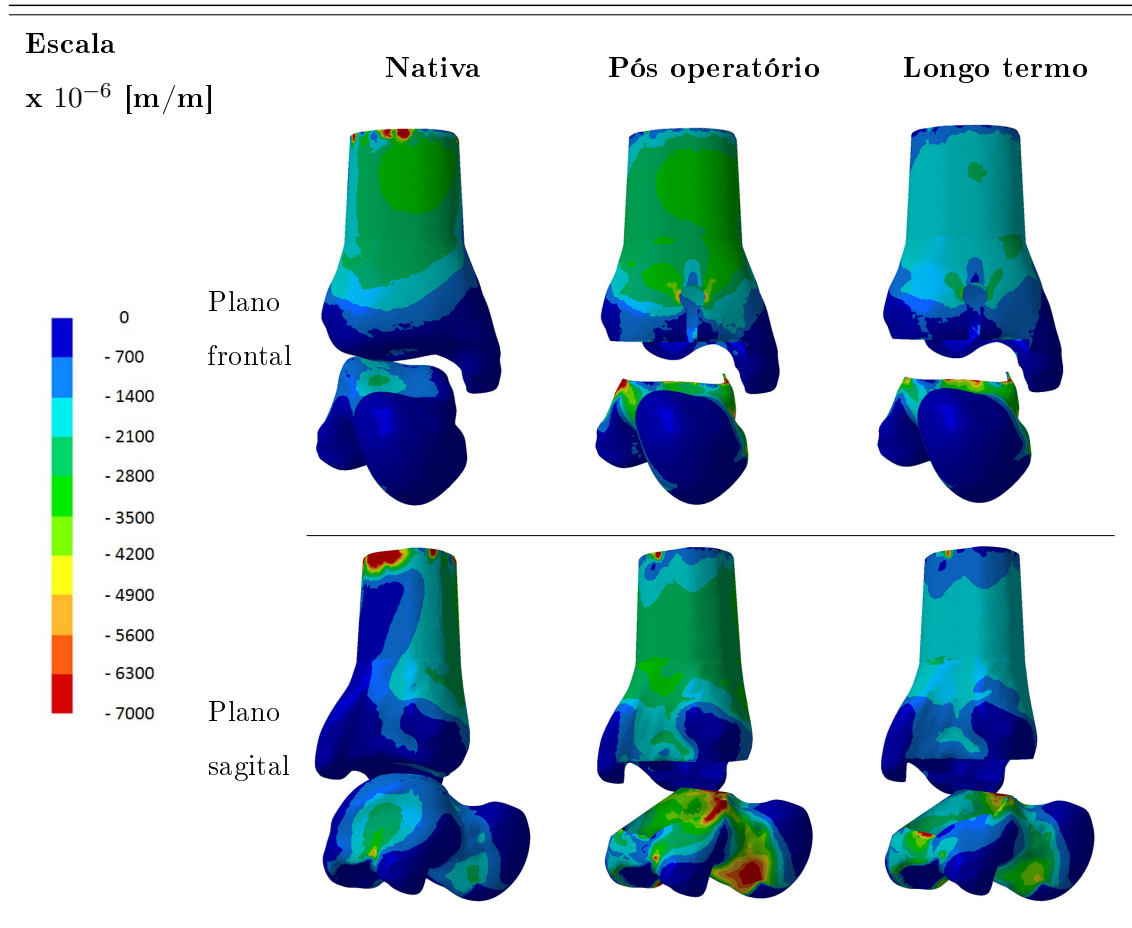 Escala
x 10⁻⁶ [m/m]
Nativa
Pós operatório
Longo termo
Plano
frontal
0
- 700
- 1400
- 2100
- 2800
- 3500
- 4200
- 4900
- 5600
- 6300
- 7000
Plano
sagital